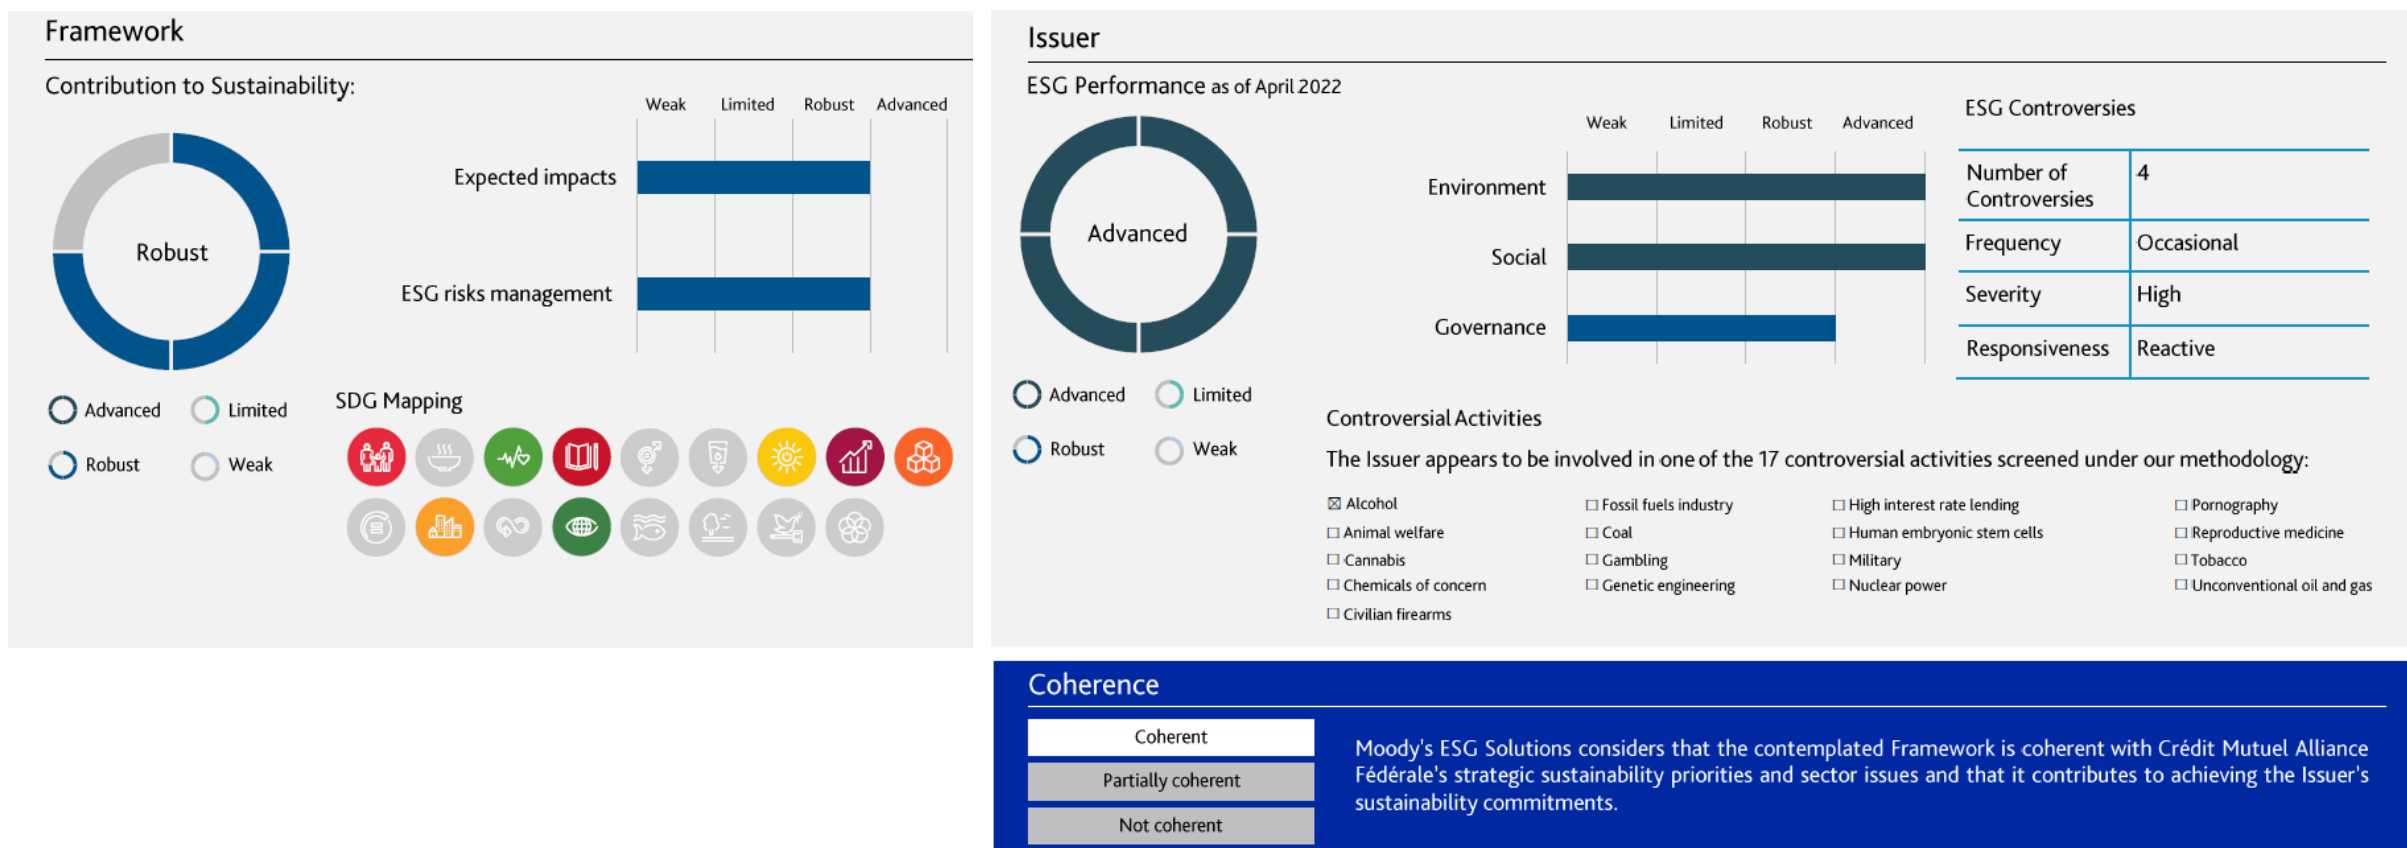 Framework
Contribution to Sustainability:
Weak Limited Robust Advanced
Expected impacts
Robust
ESG risks management
Advanced Limited
Robust Weak
SDG Mapping
Issuer
ESG Performance as of April 2022
Weak Limited Robust Advanced
Environment
Advanced
Social
Governance
Advanced Limited
Robust Weak
ESG Controversies
Number of Controversies 4
Frequency Occasional
Severity High
Responsiveness Reactive
Controversial Activities
The Issuer appears to be involved in one of the 17 controversial activities screened under our methodology:
☒ Alcohol ☐ Fossil fuels industry ☐ High interest rate lending ☐ Pornography
☐ Animal welfare ☐ Coal ☐ Human embryonic stem cells ☐ Reproductive medicine
☐ Cannabis ☐ Gambling ☐ Military ☐ Tobacco
☐ Chemicals of concern ☐ Genetic engineering ☐ Nuclear power ☐ Unconventional oil and gas
☐ Civilian firearms
Coherence
Coherent
Partially coherent
Not coherent
Moody's ESG Solutions considers that the contemplated Framework is coherent with Crédit Mutuel Alliance
Fédérale's strategic sustainability priorities and sector issues and that it contributes to achieving the Issuer's
sustainability commitments.